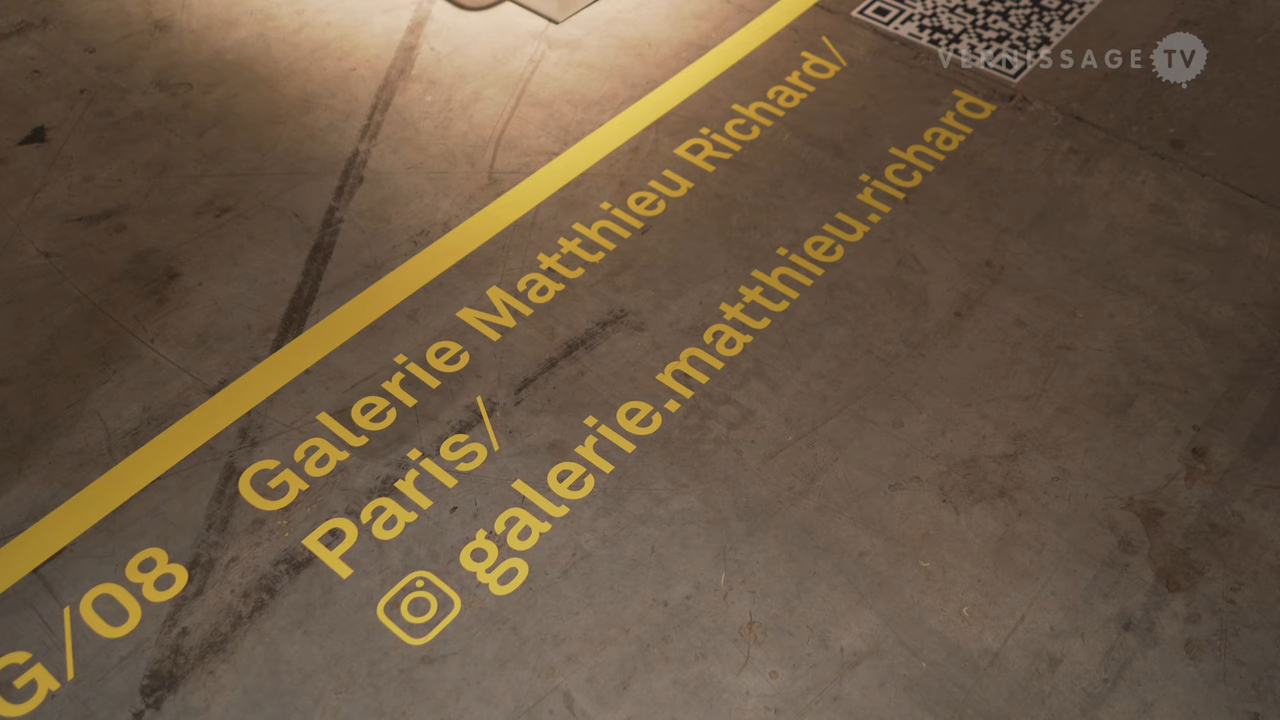 VERNISSAGE TV
Galerie Matthieu Richard/
Paris/
galerie.matthieu.richard
G/08